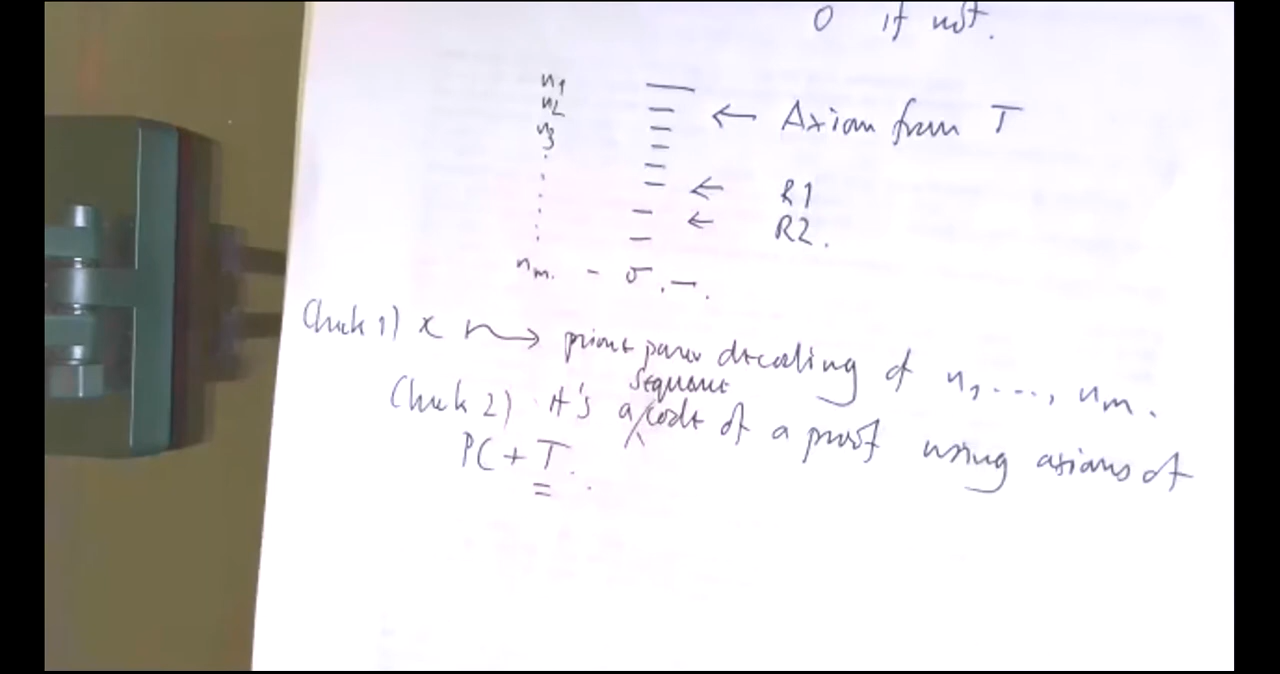 0 if not.
n1
n2 ← Axiom from T
n3
← R1
← R2.
nm. - σ. -.
Check 1) x ⇝ prime power decoding of n1, ..., nm.
sequence
Check 2) it's a code of a proof using axioms of
PC + T.